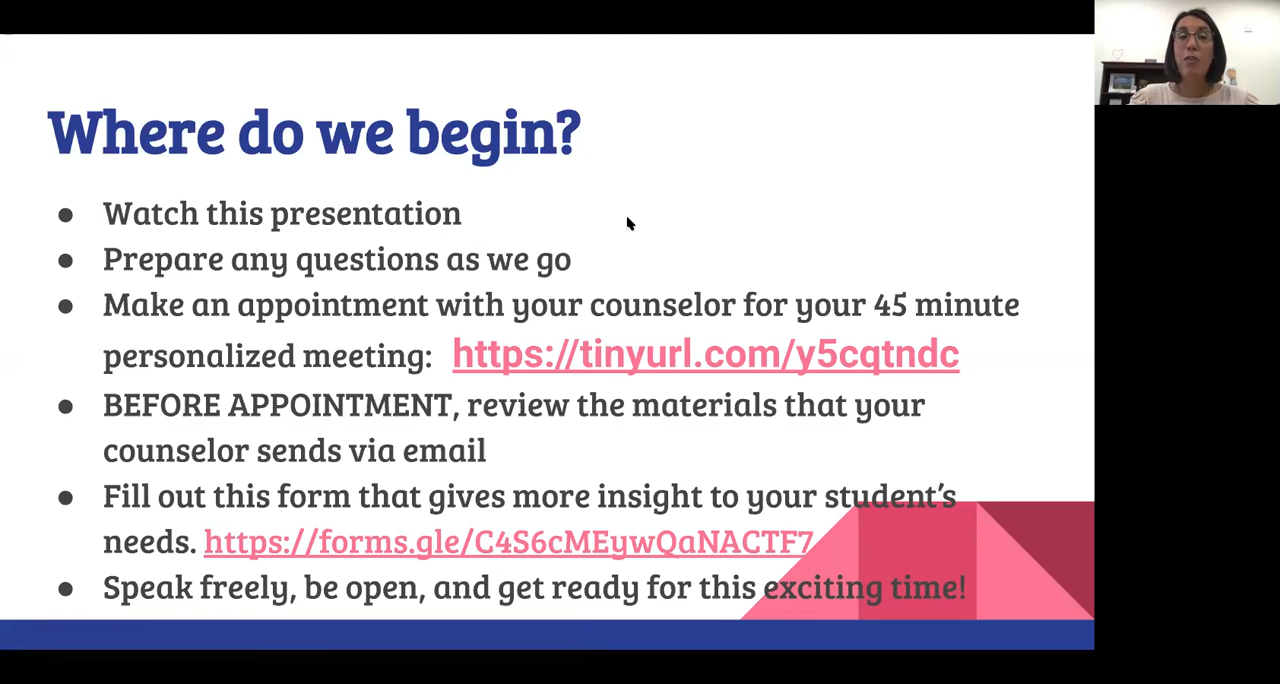 Where do we begin?
● Watch this presentation
● Prepare any questions as we go
● Make an appointment with your counselor for your 45 minute
personalized meeting: https://tinyurl.com/y5cqtndc
● BEFORE APPOINTMENT, review the materials that your
counselor sends via email
● Fill out this form that gives more insight to your student's
needs. https://forms.gle/C4S6cMEywQaNACTF7
● Speak freely, be open, and get ready for this exciting time!